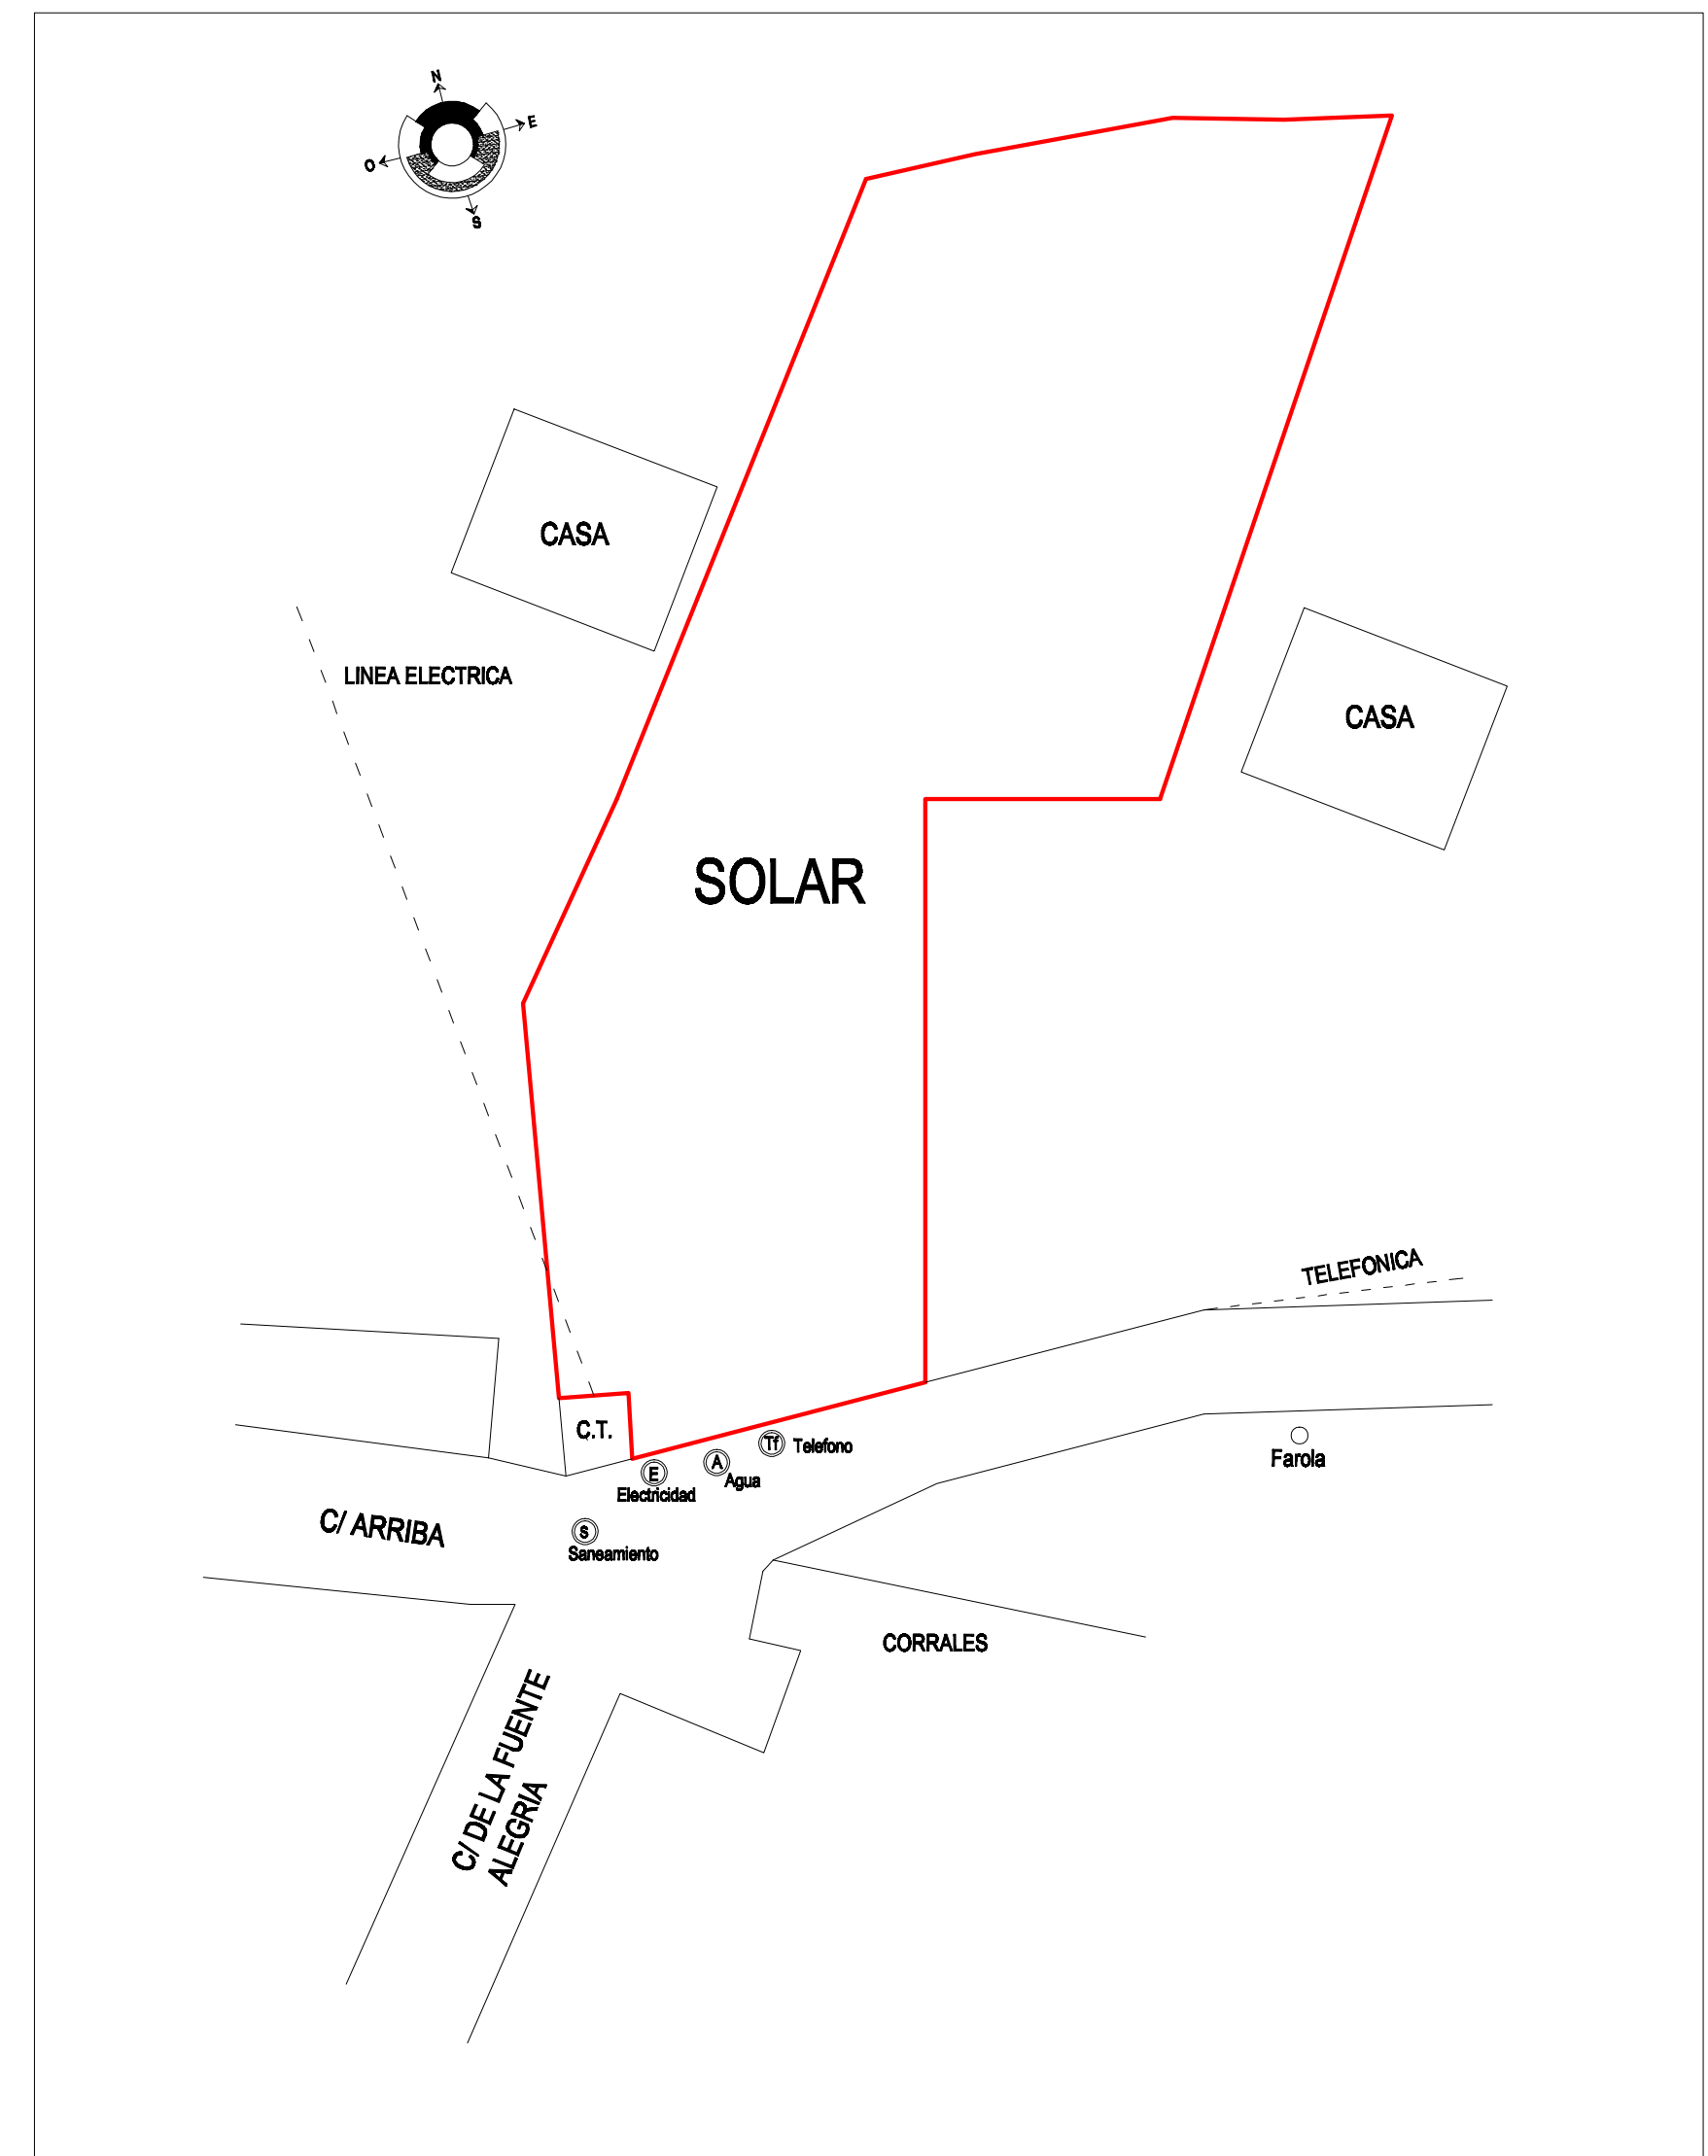 N
E
O
S
CASA
LINEA ELECTRICA
CASA
SOLAR
TELEFONICA
C.T.
Tf Telefono
A
Agua
E
Electricidad
Farola
C/ ARRIBA
S
Saneamiento
CORRALES
C/ DE LA FUENTE
ALEGRIA